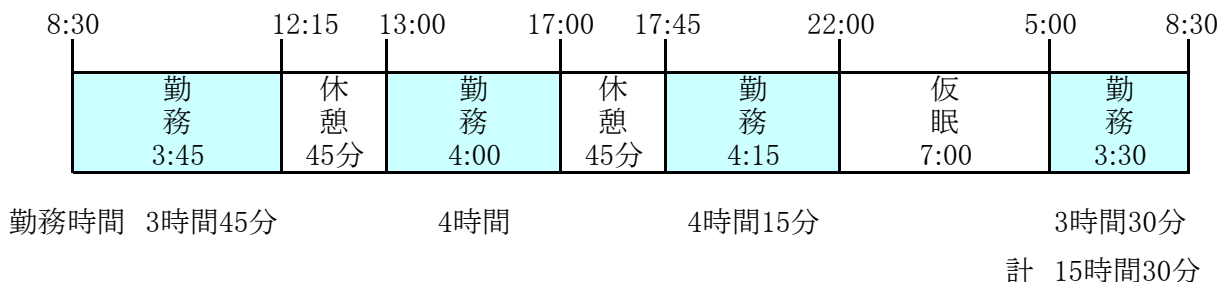 8:30 12:15 13:00 17:00 17:45 22:00 5:00 8:30
勤務 休憩 勤務 休憩 勤務 仮眠 勤務
3:45 45分 4:00 45分 4:15 7:00 3:30
勤務時間 3時間45分 4時間 4時間15分 3時間30分
計 15時間30分